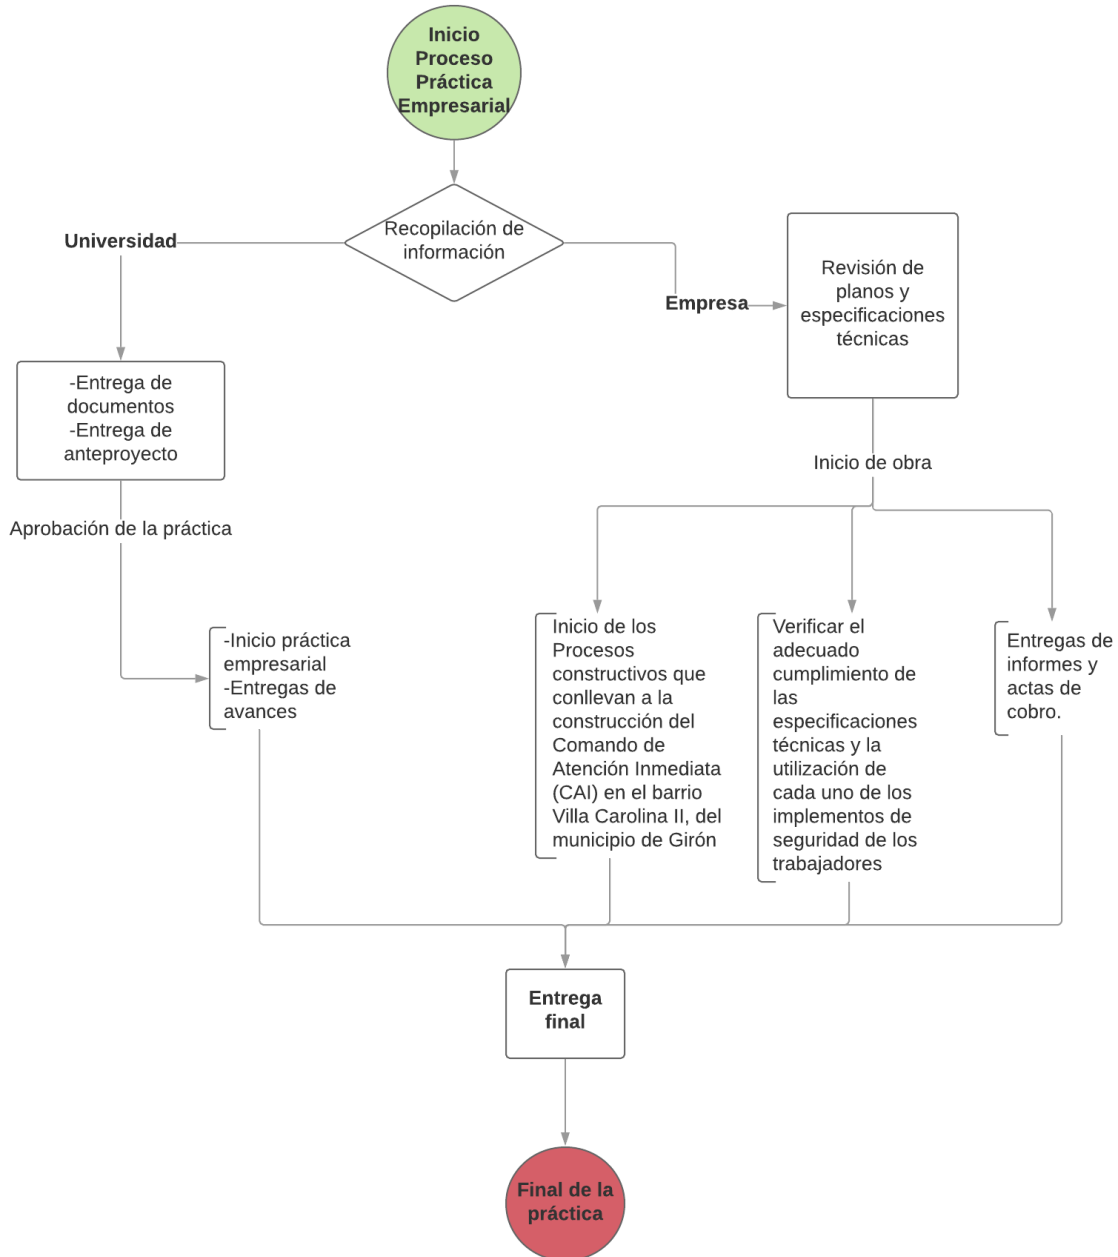 Inicio
Proceso
Práctica
Empresarial
Recopilación de
información
Universidad
Empresa
Revisión de
planos y
especificaciones
técnicas
-Entrega de
documentos
-Entrega de
anteproyecto
Inicio de obra
Aprobación de la práctica
-Inicio práctica
empresarial
-Entregas de
avances
Inicio de los
Procesos
constructivos que
conllevan a la
construcción del
Comando de
Atención Inmediata
(CAI) en el barrio
Villa Carolina II, del
municipio de Girón
Verificar el
adecuado
cumplimiento de
las
especificaciones
técnicas y la
utilización de
cada uno de los
implementos de
seguridad de los
trabajadores
Entregas de
informes y
actas de
cobro.
Entrega
final
Final de la
práctica